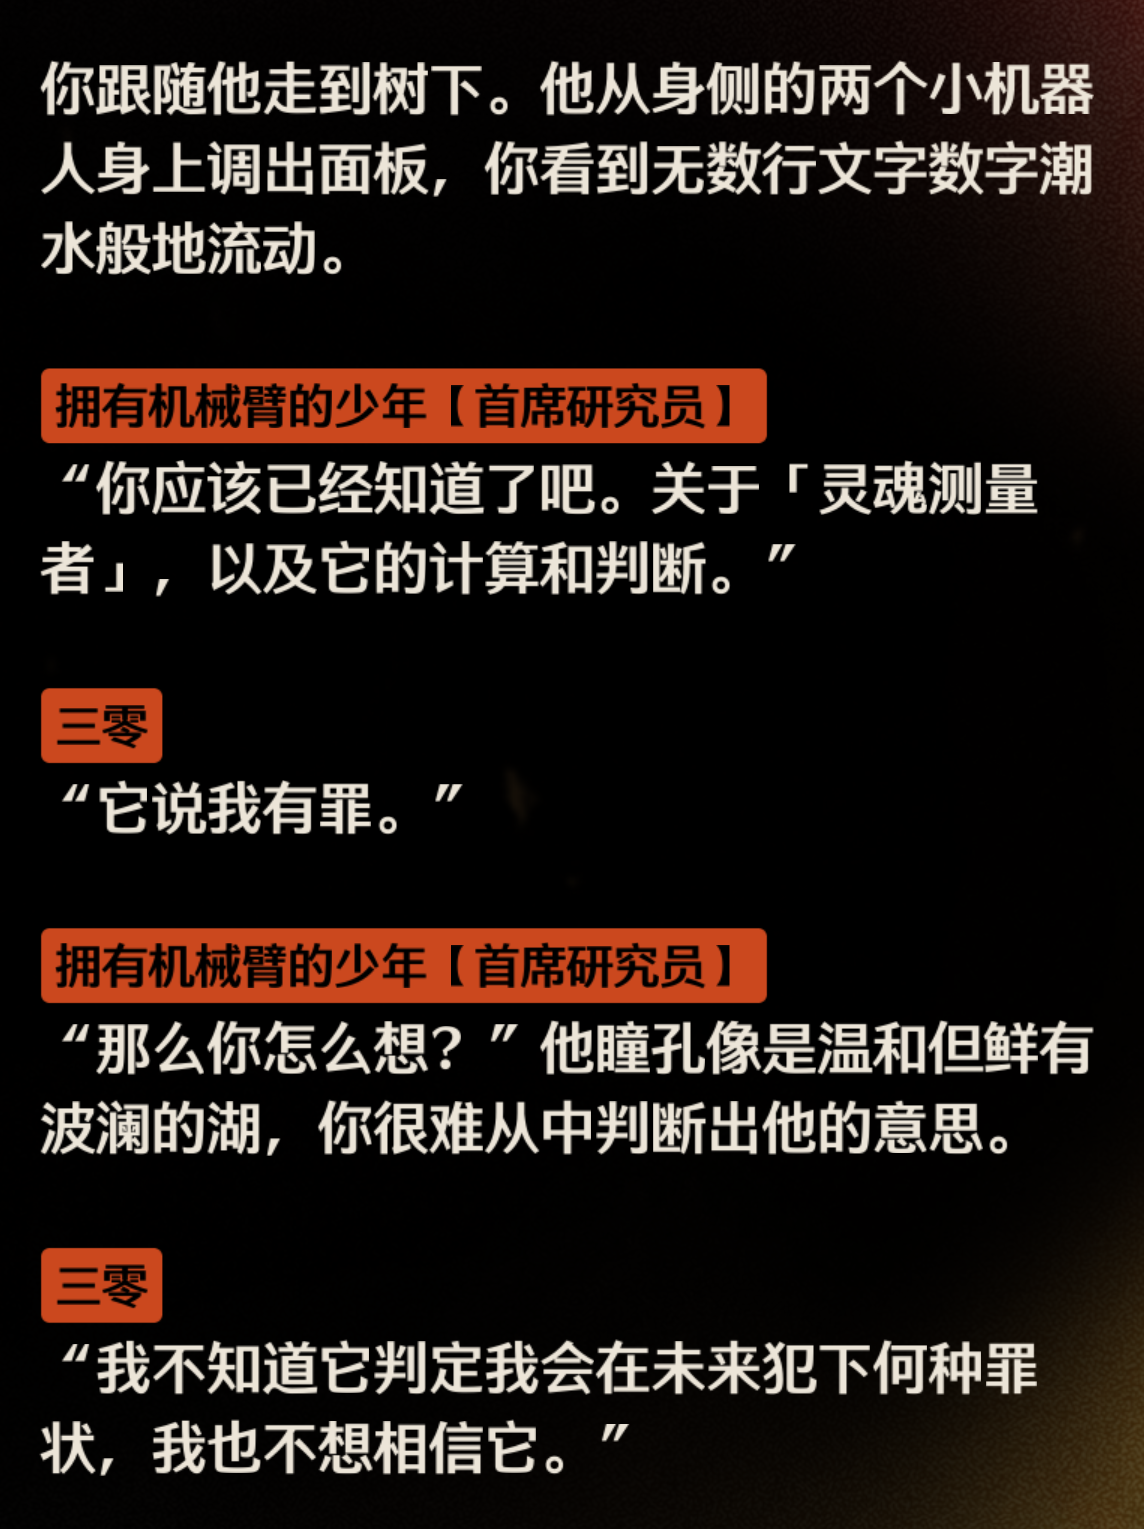 你跟随他走到树下。他从身侧的两个小机器
人身上调出面板，你看到无数行文字数字潮
水般地流动。
拥有机械臂的少年【首席研究员】
“你应该已经知道了吧。关于「灵魂测量
者」，以及它的计算和判断。”
三零
“它说我有罪。”
拥有机械臂的少年【首席研究员】
“那么你怎么想？”他瞳孔像是温和但鲜有
波澜的湖，你很难从中判断出他的意思。
三零
“我不知道它判定我会在未来犯下何种罪
状，我也不想相信它。”